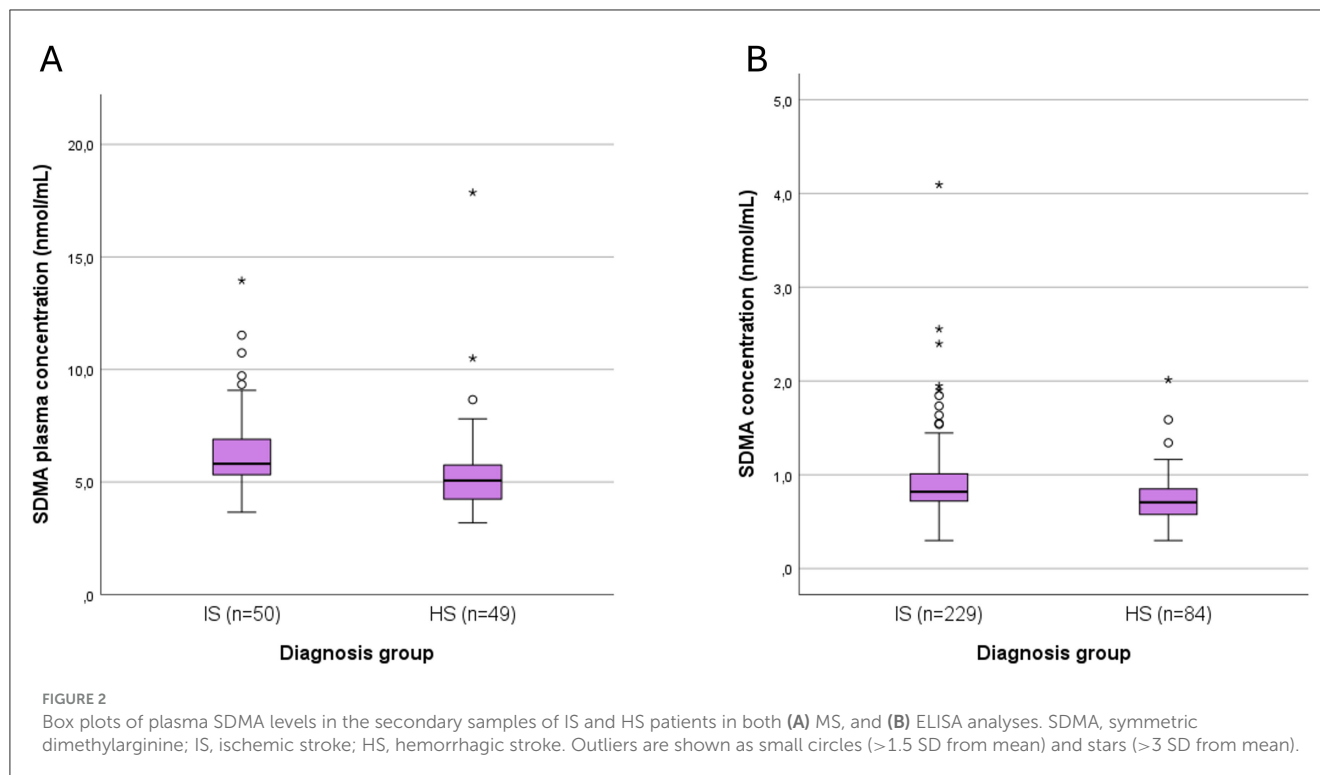 A
SDMA plasma concentration (nmol/mL)
20,0
15,0
10,0
5,0
,0
IS (n=50)
HS (n=49)
Diagnosis group
B
SDMA concentration (nmol/mL)
5,0
4,0
3,0
2,0
1,0
,0
IS (n=229)
HS (n=84)
Diagnosis group
FIGURE 2
Box plots of plasma SDMA levels in the secondary samples of IS and HS patients in both (A) MS, and (B) ELISA analyses. SDMA, symmetric
dimethylarginine; IS, ischemic stroke; HS, hemorrhagic stroke. Outliers are shown as small circles (>1.5 SD from mean) and stars (>3 SD from mean).